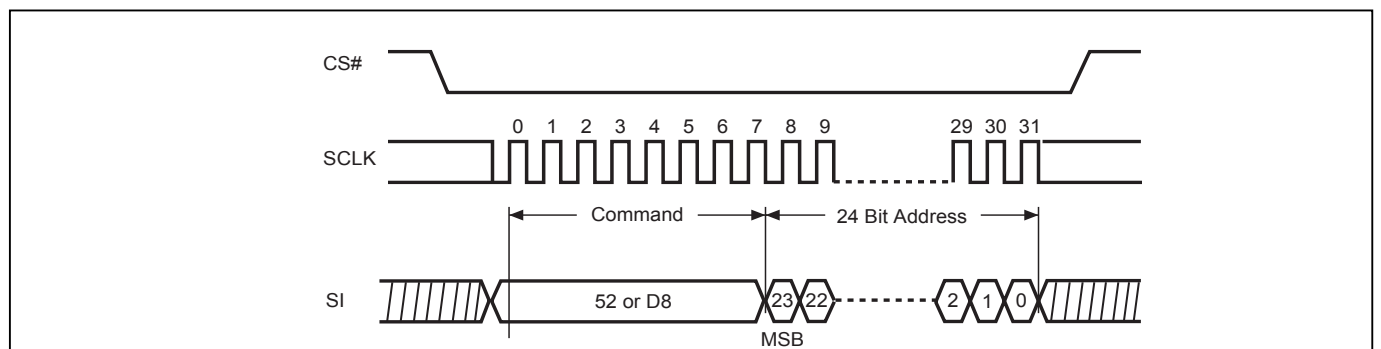 CS#
0 1 2 3 4 5 6 7 8 9 29 30 31
SCLK
Command 24 Bit Address
SI 52 or D8 23 22 2 1 0
MSB